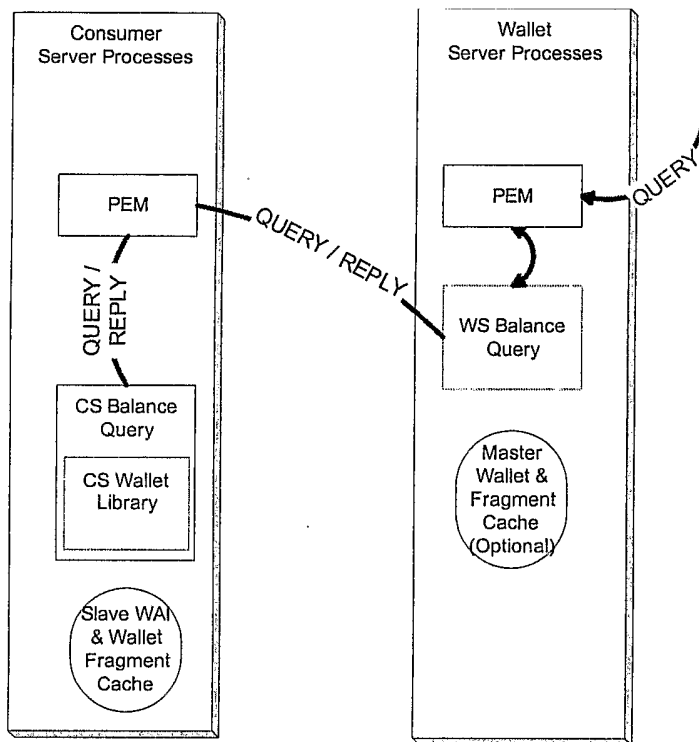 Consumer
Server Processes
PEM
QUERY /
REPLY
CS Balance
Query
CS Wallet
Library
Slave WAI
& Wallet
Fragment
Cache
QUERY / REPLY
Wallet
Server Processes
PEM
QUERY
WS Balance
Query
Master
Wallet &
Fragment
Cache
(Optional)